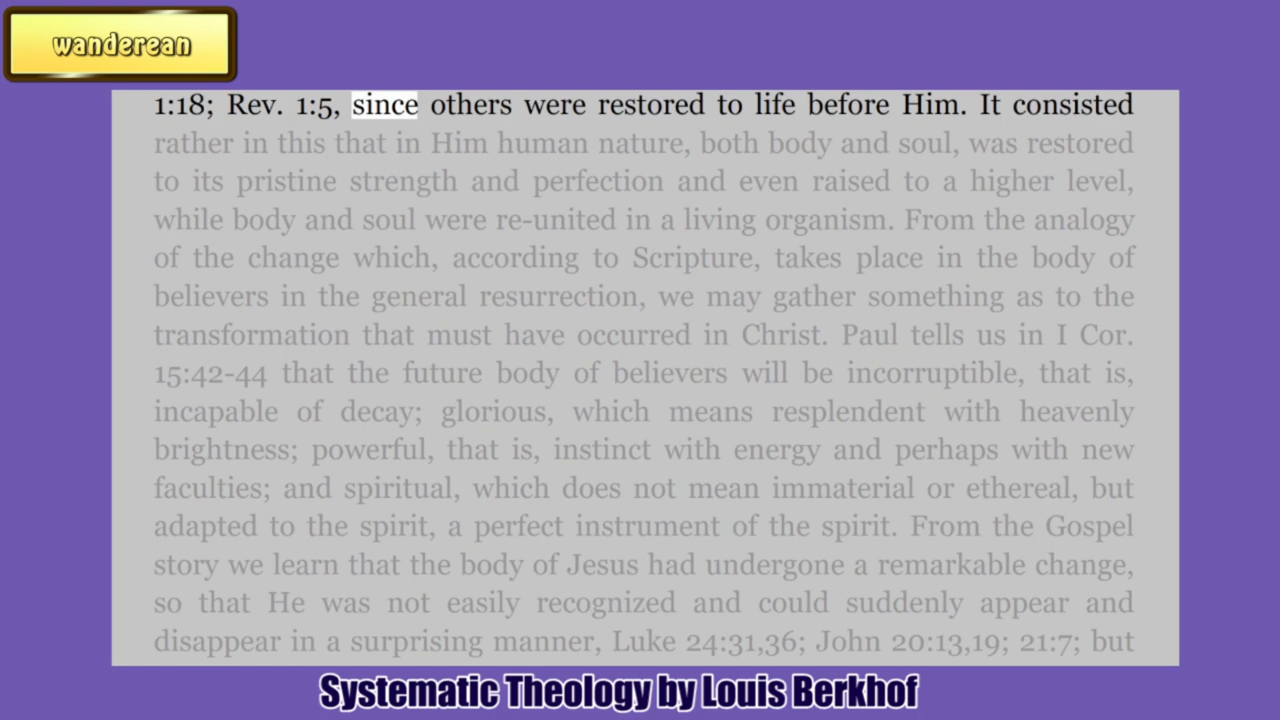 wanderean
1:18; Rev. 1:5, since others were restored to life before Him. It consisted
rather in this that in Him human nature, both body and soul, was restored
to its pristine strength and perfection and even raised to a higher level,
while body and soul were re-united in a living organism. From the analogy
of the change which, according to Scripture, takes place in the body of
believers in the general resurrection, we may gather something as to the
transformation that must have occurred in Christ. Paul tells us in I Cor.
15:42-44 that the future body of believers will be incorruptible, that is,
incapable of decay; glorious, which means resplendent with heavenly
brightness; powerful, that is, instinct with energy and perhaps with new
faculties; and spiritual, which does not mean immaterial or ethereal, but
adapted to the spirit, a perfect instrument of the spirit. From the Gospel
story we learn that the body of Jesus had undergone a remarkable change,
so that He was not easily recognized and could suddenly appear and
disappear in a surprising manner, Luke 24:31,36; John 20:13,19; 21:7; but
Systematic Theology by Louis Berkhof